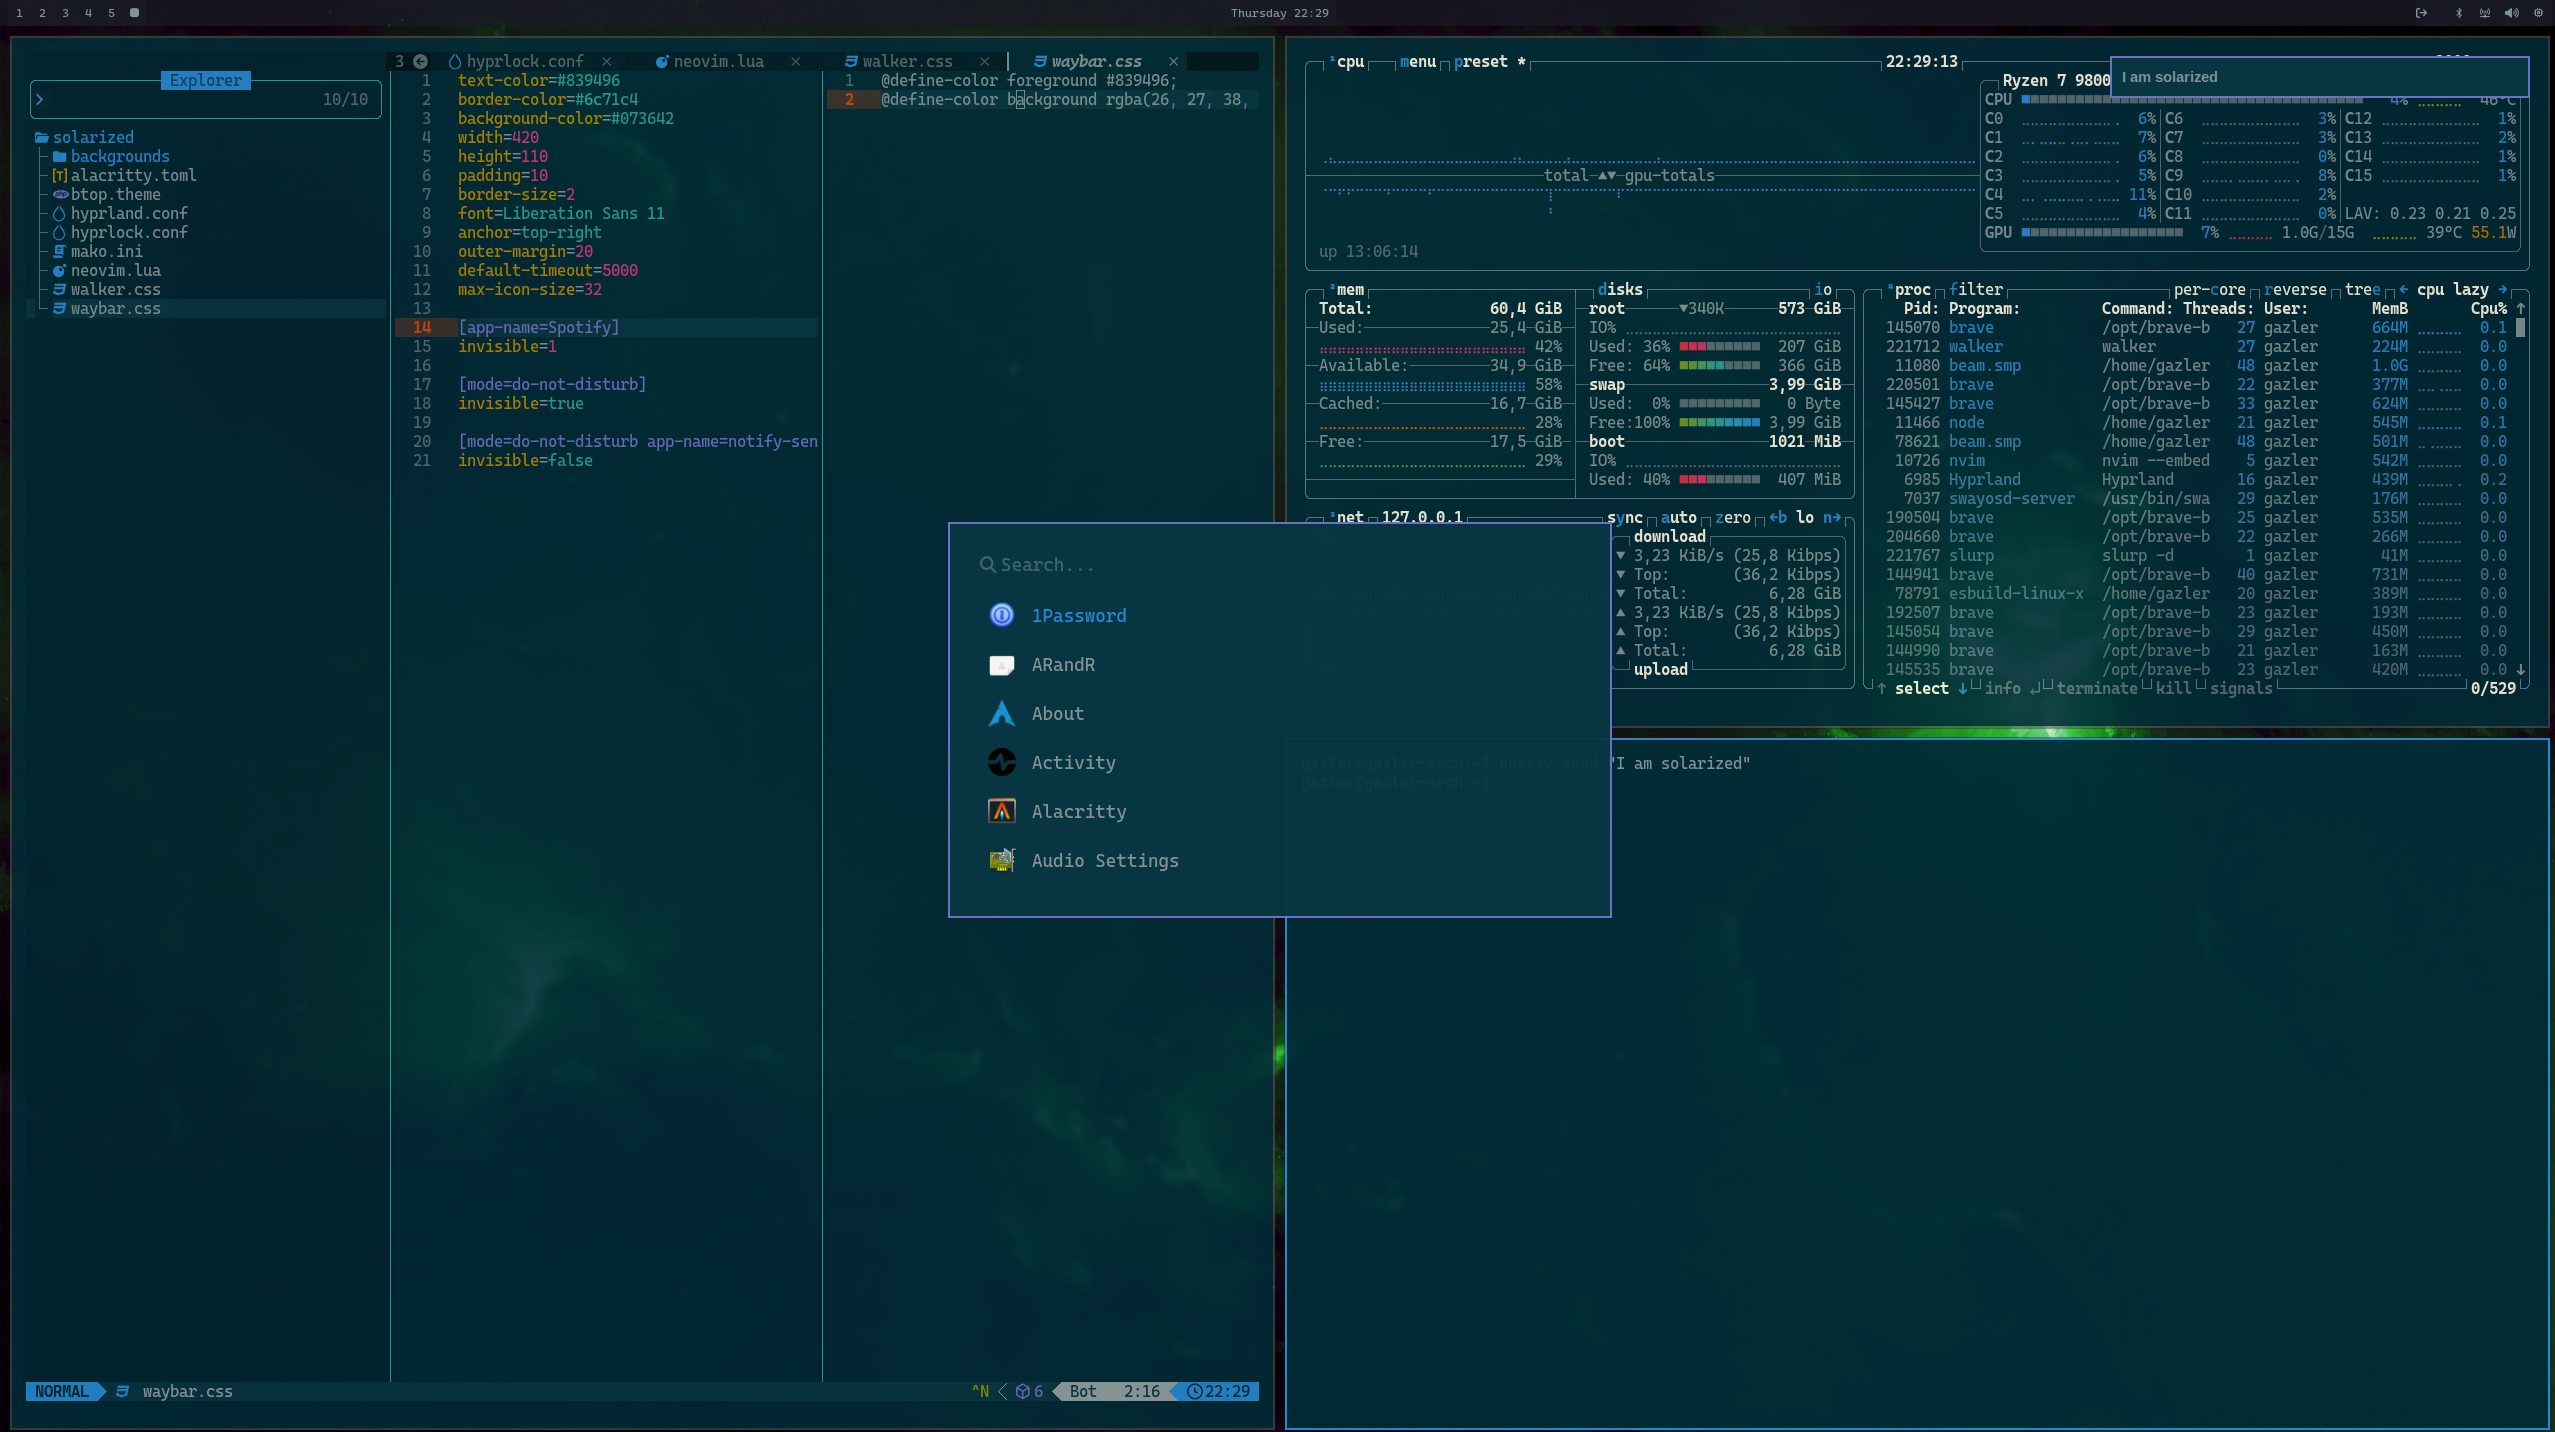 1 2 3 4 5
Thursday 22:29
Explorer
10/10
solarized
backgrounds
alacritty.toml
btop.theme
hyprland.conf
hyprlock.conf
mako.ini
neovim.lua
walker.css
waybar.css
3 hyprlock.conf × neovim.lua × walker.css × waybar.css ×
1 text-color=#839496
2 border-color=#6c71c4
3 background-color=#073642
4 width=420
5 height=110
6 padding=10
7 border-size=2
8 font=Liberation Sans 11
9 anchor=top-right
10 outer-margin=20
11 default-timeout=5000
12 max-icon-size=32
13
14 [app-name=Spotify]
15 invisible=1
16
17 [mode=do-not-disturb]
18 invisible=true
19
20 [mode=do-not-disturb app-name=notify-sen
21 invisible=false
1 @define-color foreground #839496;
2 @define-color background rgba(26, 27, 38,
NORMAL waybar.css ^N 6 Bot 2:16 22:29
¹cpu menu preset * 22:29:13
I am solarized
Ryzen 7 9800
CPU 4% 46°C
C0 6% C6 3% C12 1%
C1 7% C7 3% C13 2%
C2 6% C8 0% C14 1%
C3 5% C9 8% C15 1%
C4 11% C10 2%
C5 4% C11 0% LAV: 0.23 0.21 0.25
GPU 7% 1.0G/15G 39°C 55.1W
total ▲▼ gpu-totals
up 13:06:14
²mem
Total: 60,4 GiB
Used: 25,4 GiB
42%
Available: 34,9 GiB
58%
Cached: 16,7 GiB
28%
Free: 17,5 GiB
29%
disks io
root ▼340K 573 GiB
IO%
Used: 36% 207 GiB
Free: 64% 366 GiB
swap 3,99 GiB
Used: 0% 0 Byte
Free:100% 3,99 GiB
boot 1021 MiB
IO%
Used: 40% 407 MiB
³net 127.0.0.1 sync auto zero ←b lo n→
download
▼ 3,23 KiB/s (25,8 Kibps)
▼ Top: (36,2 Kibps)
▼ Total: 6,28 GiB
▲ 3,23 KiB/s (25,8 Kibps)
▲ Top: (36,2 Kibps)
▲ Total: 6,28 GiB
upload
⁴proc filter per-core reverse tree ← cpu lazy →
Pid: Program: Command: Threads: User: MemB Cpu% ↑
145070 brave /opt/brave-b 27 gazler 664M 0.1
221712 walker walker 27 gazler 224M 0.0
11080 beam.smp /home/gazler 48 gazler 1.0G 0.0
220501 brave /opt/brave-b 22 gazler 377M 0.0
145427 brave /opt/brave-b 33 gazler 624M 0.0
11466 node /home/gazler 21 gazler 545M 0.1
78621 beam.smp /home/gazler 48 gazler 501M 0.0
10726 nvim nvim --embed 5 gazler 542M 0.0
6985 Hyprland Hyprland 16 gazler 439M 0.2
7037 swayosd-server /usr/bin/swa 29 gazler 176M 0.0
190504 brave /opt/brave-b 25 gazler 535M 0.0
204660 brave /opt/brave-b 22 gazler 266M 0.0
221767 slurp slurp -d 1 gazler 41M 0.0
144941 brave /opt/brave-b 40 gazler 731M 0.0
78791 esbuild-linux-x /home/gazler 20 gazler 389M 0.0
192507 brave /opt/brave-b 23 gazler 193M 0.0
145054 brave /opt/brave-b 29 gazler 450M 0.0
144990 brave /opt/brave-b 21 gazler 163M 0.0
145535 brave /opt/brave-b 23 gazler 420M 0.0 ↓
↑ select ↓ info ↲ terminate kill signals 0/529
Search...
1Password
ARandR
About
Activity
Alacritty
Audio Settings
gazler@gazler-arch:~$ notify-send "I am solarized"
gazler@gazler-arch:~$